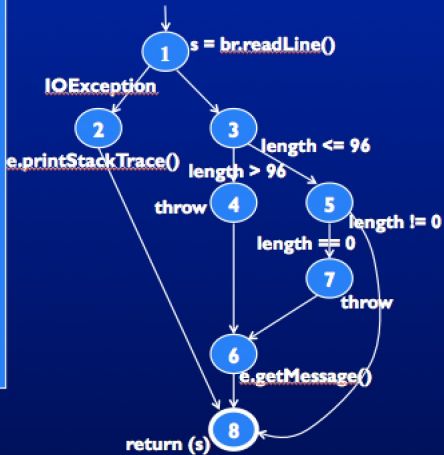 1
s = br.readLine()
IOException
2
3
length <= 96
e.printStackTrace()
length > 96
throw
4
5
length != 0
length == 0
7
throw
6
e.getMessage()
8
return (s)